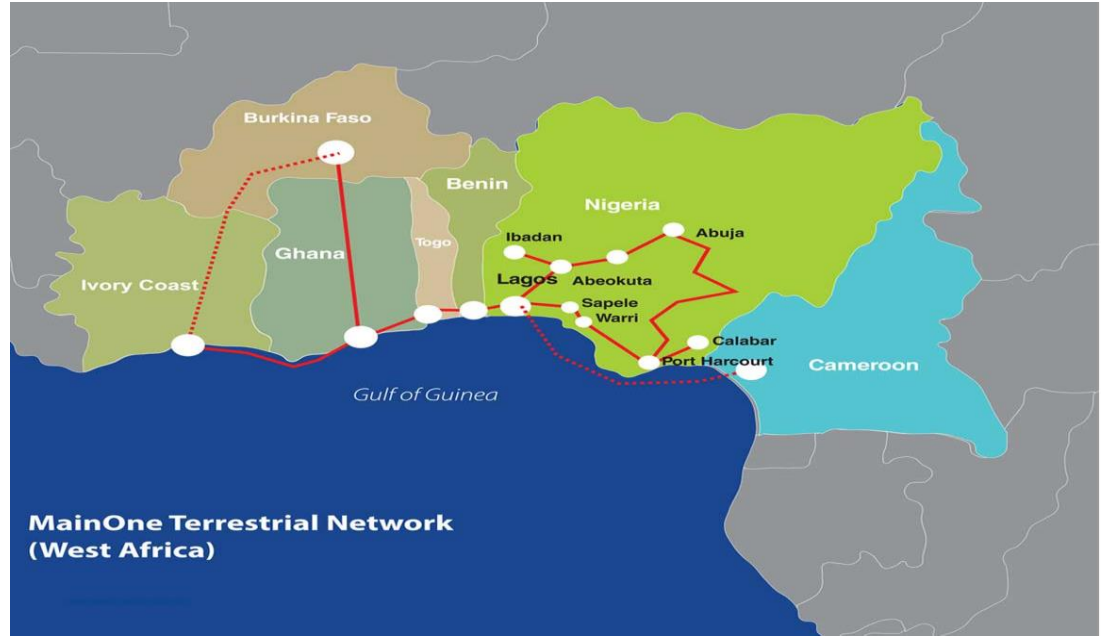 Burkina Faso
Benin
Nigeria
Ibadan
Abuja
Togo
Ghana
Ivory Coast
Lagos
Abeokuta
Sapele
Warri
Calabar
Port Harcourt
Cameroon
Gulf of Guinea
MainOne Terrestrial Network
(West Africa)